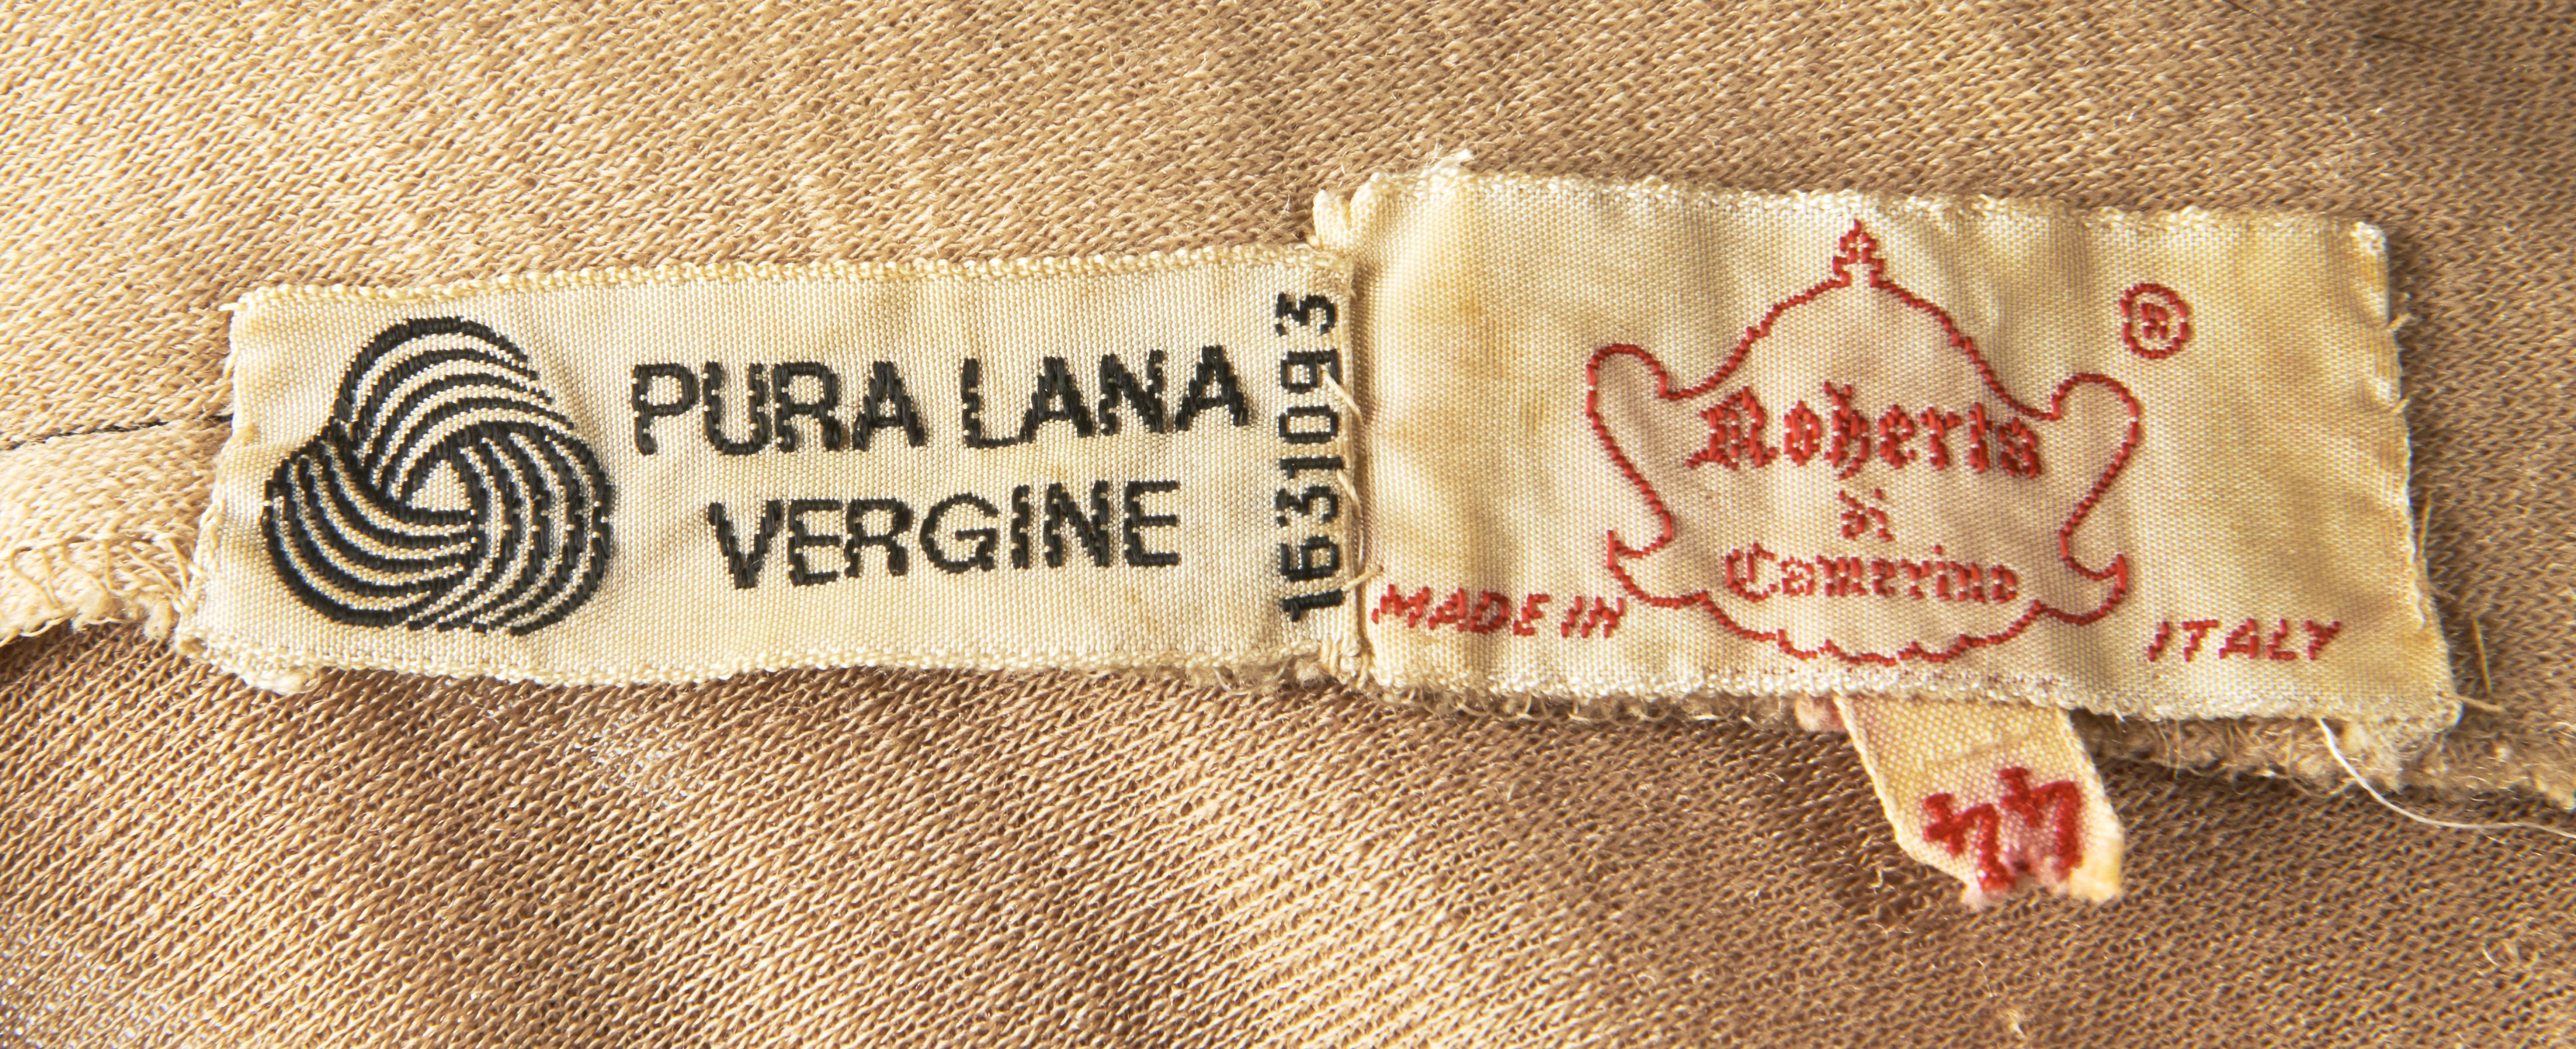 PURA LANA
VERGINE
1631093
®
Roberta
di
Camerino
MADE IN ITALY
44